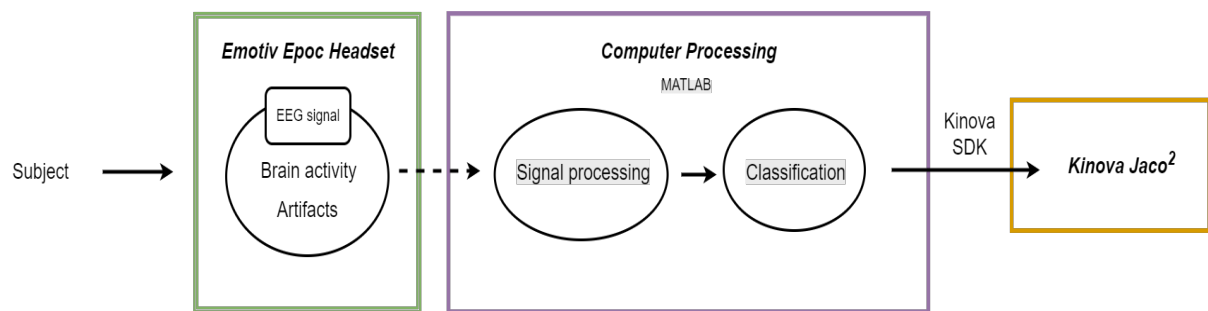 Subject
Emotiv Epoc Headset
EEG signal
Brain activity
Artifacts
Computer Processing
MATLAB
Signal processing
Classification
Kinova
SDK
Kinova Jaco²